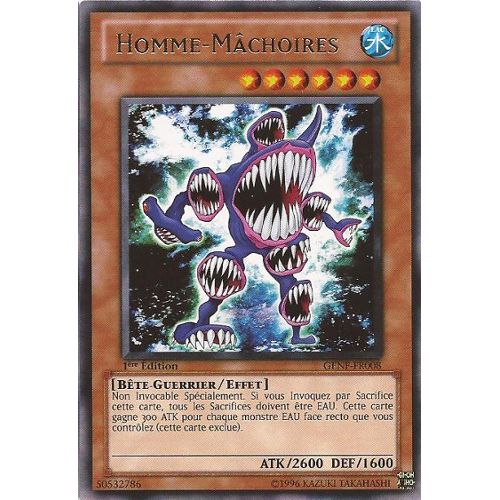 Homme-Mâchoires
EAU
水
1ère Édition
GENF-FR008
[Bête-Guerrier / Effet]
Non Invocable Spécialement. Si vous Invoquez par Sacrifice
cette carte, tous les Sacrifices doivent être EAU. Cette carte
gagne 300 ATK pour chaque monstre EAU face recto que vous
contrôlez (cette carte exclue).
ATK/2600 DEF/1600
50532786
©1996 KAZUKI TAKAHASHI